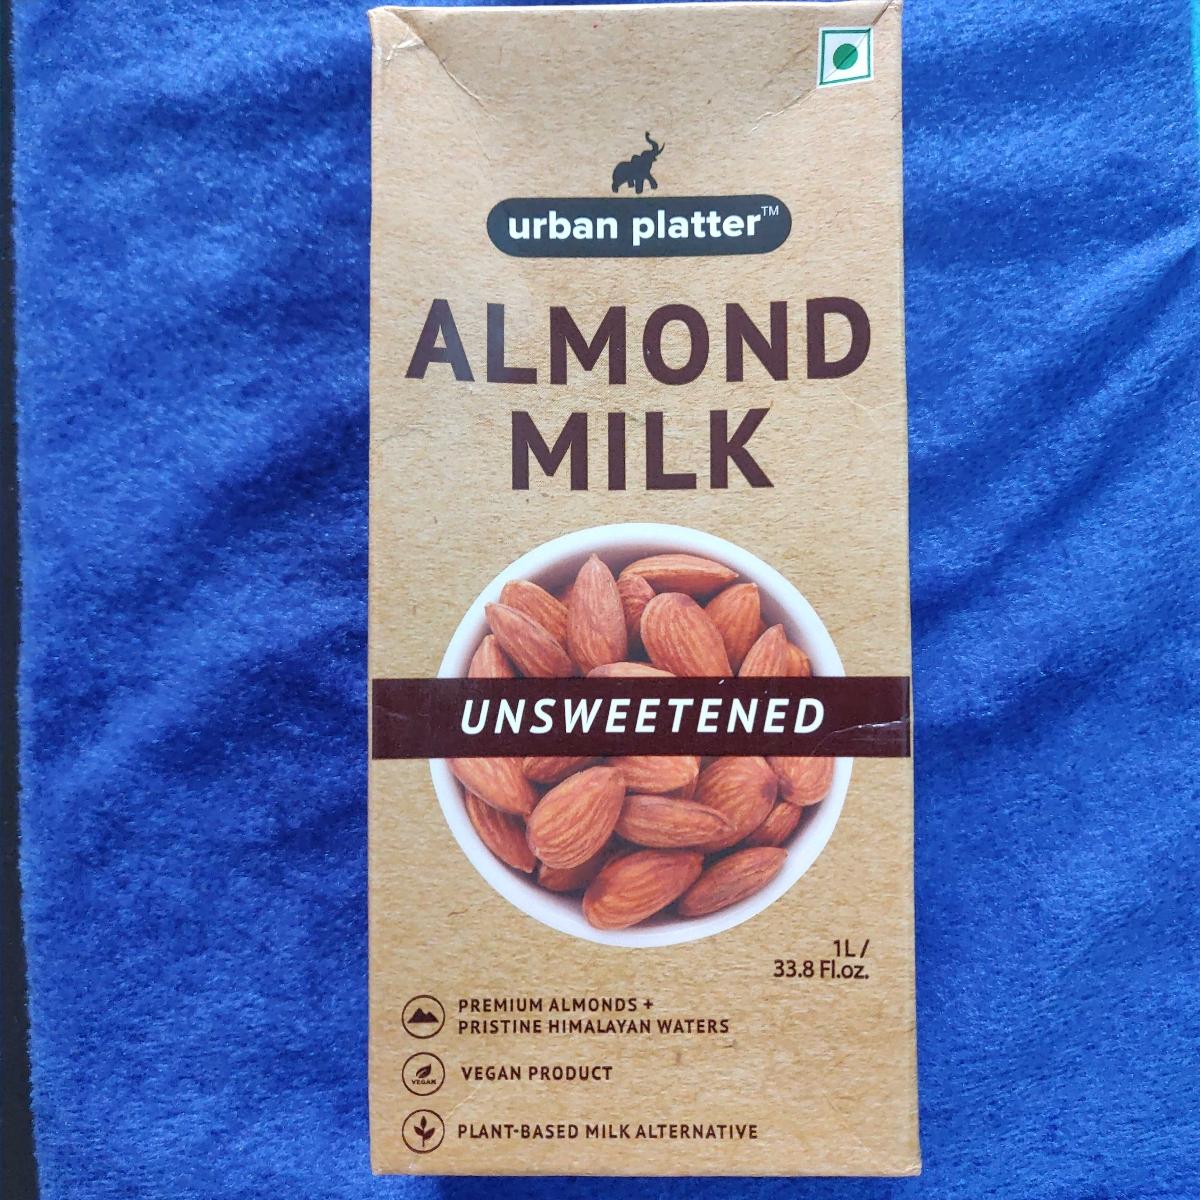 urban platter™
ALMOND
MILK
UNSWEETENED
1L /
33.8 Fl.oz.
PREMIUM ALMONDS +
PRISTINE HIMALAYAN WATERS
VEGAN
VEGAN PRODUCT
PLANT-BASED MILK ALTERNATIVE